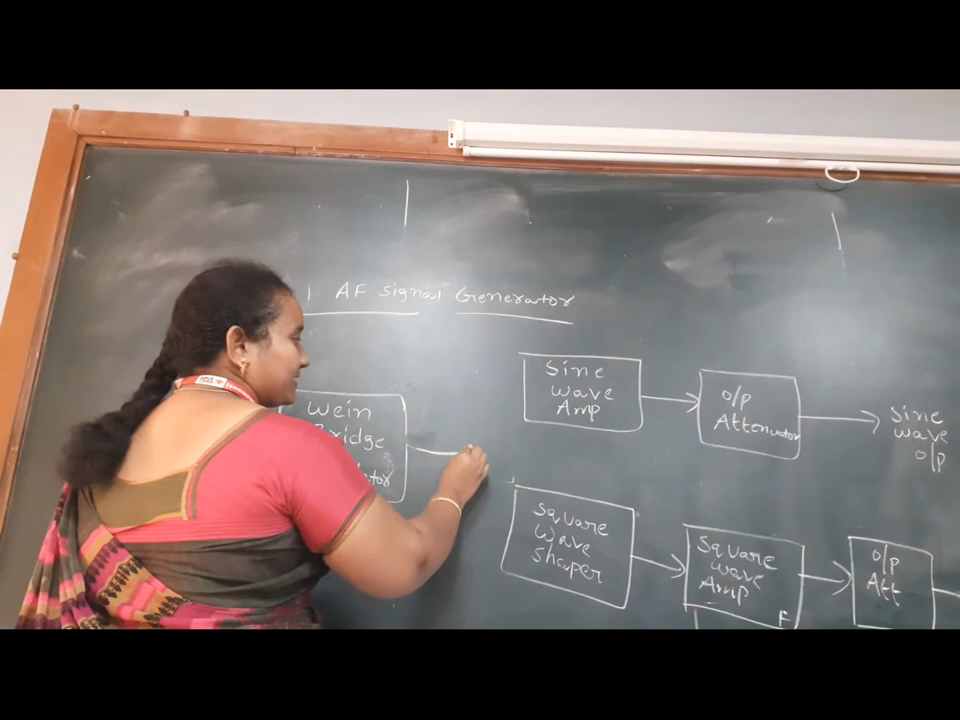 1. AF Signal Generator
Wein
Bridge
Sine
wave
Amp
o/p
Attenuator
Sine
wave
o/p
Square
Wave
Shaper
Square
wave
Amp
F
o/p
Att